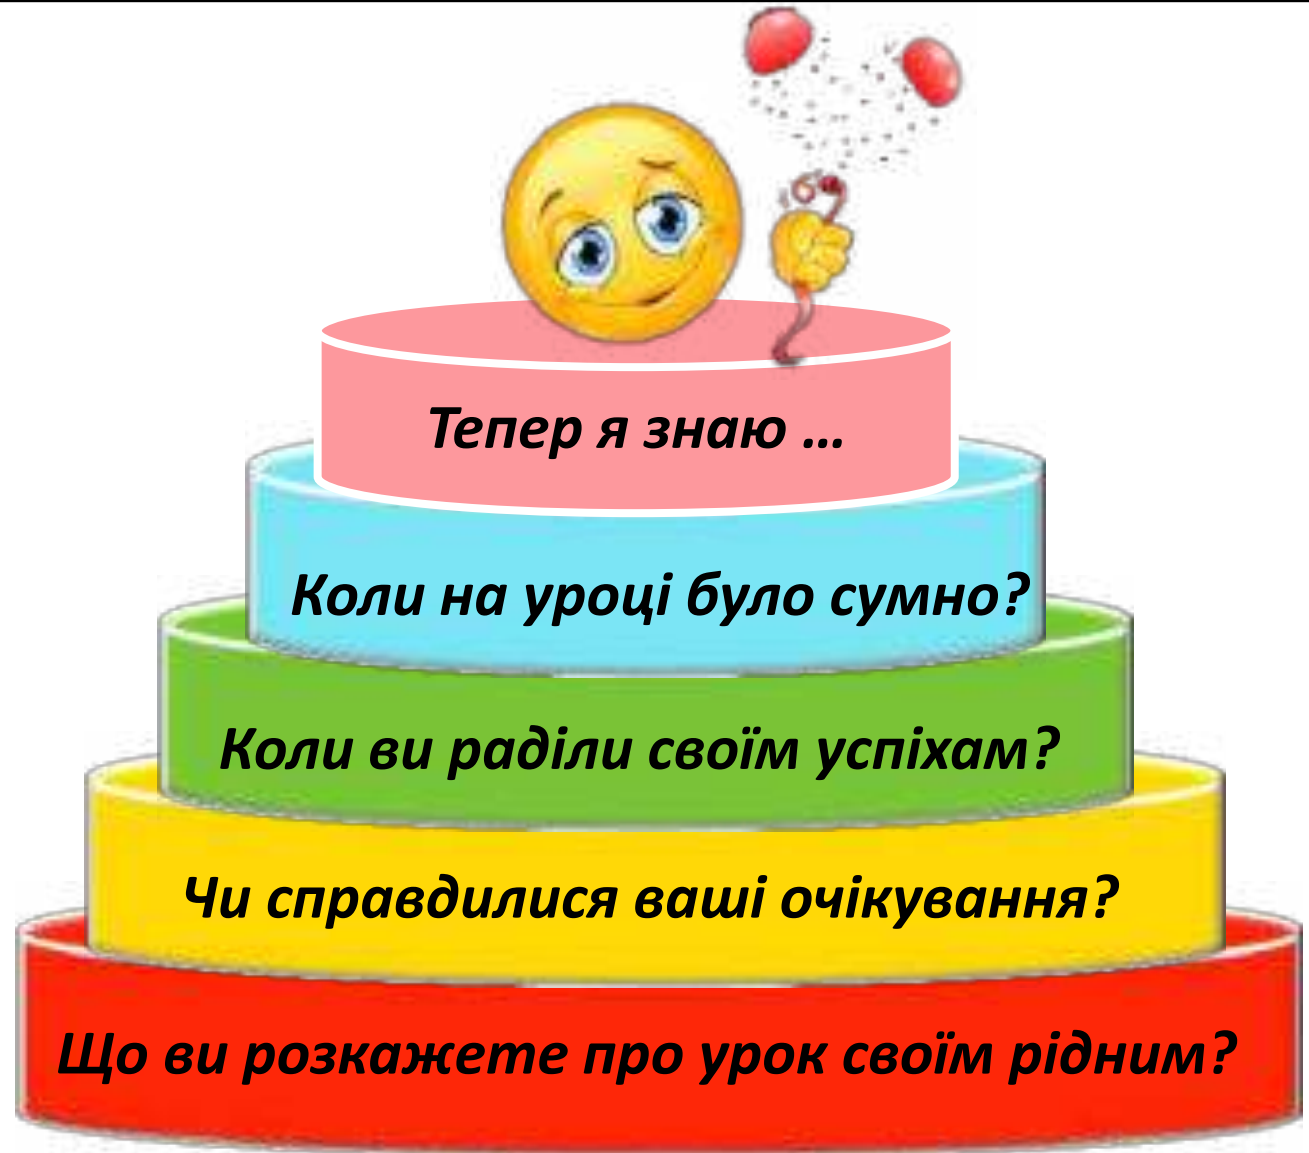 Тепер я знаю ...
Коли на уроці було сумно?
Коли ви раділи своїм успіхам?
Чи справдилися ваші очікування?
Що ви розкажете про урок своїм рідним?